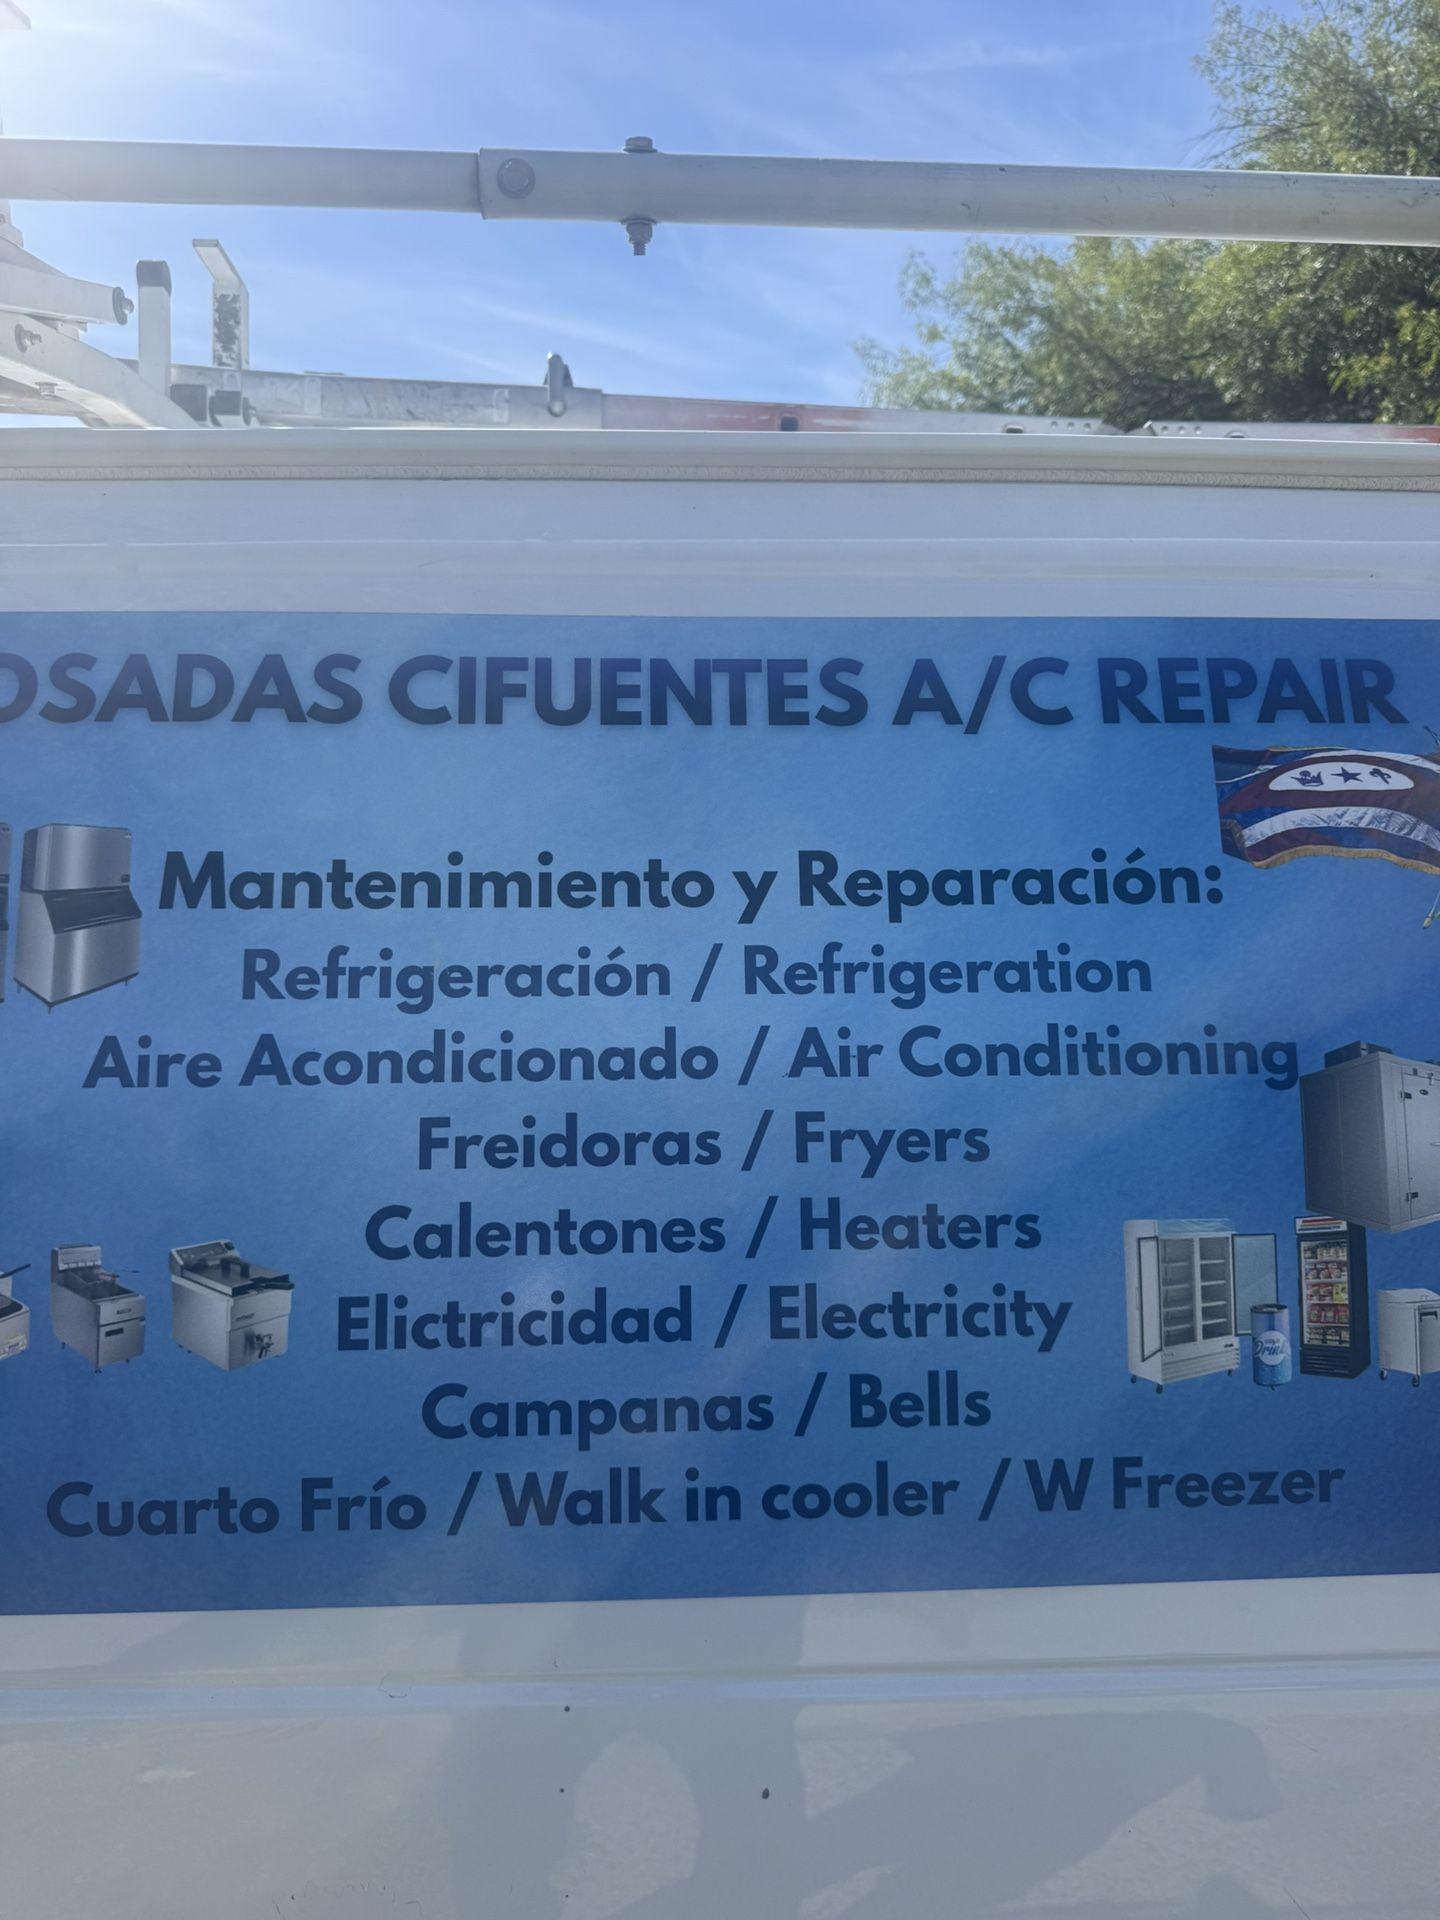 OSADAS CIFUENTES A/C REPAIR
Mantenimiento y Reparación:
Refrigeración / Refrigeration
Aire Acondicionado / Air Conditioning
Freidoras / Fryers
Calentones / Heaters
Elictricidad / Electricity
Campanas / Bells
Cuarto Frío / Walk in cooler / W Freezer